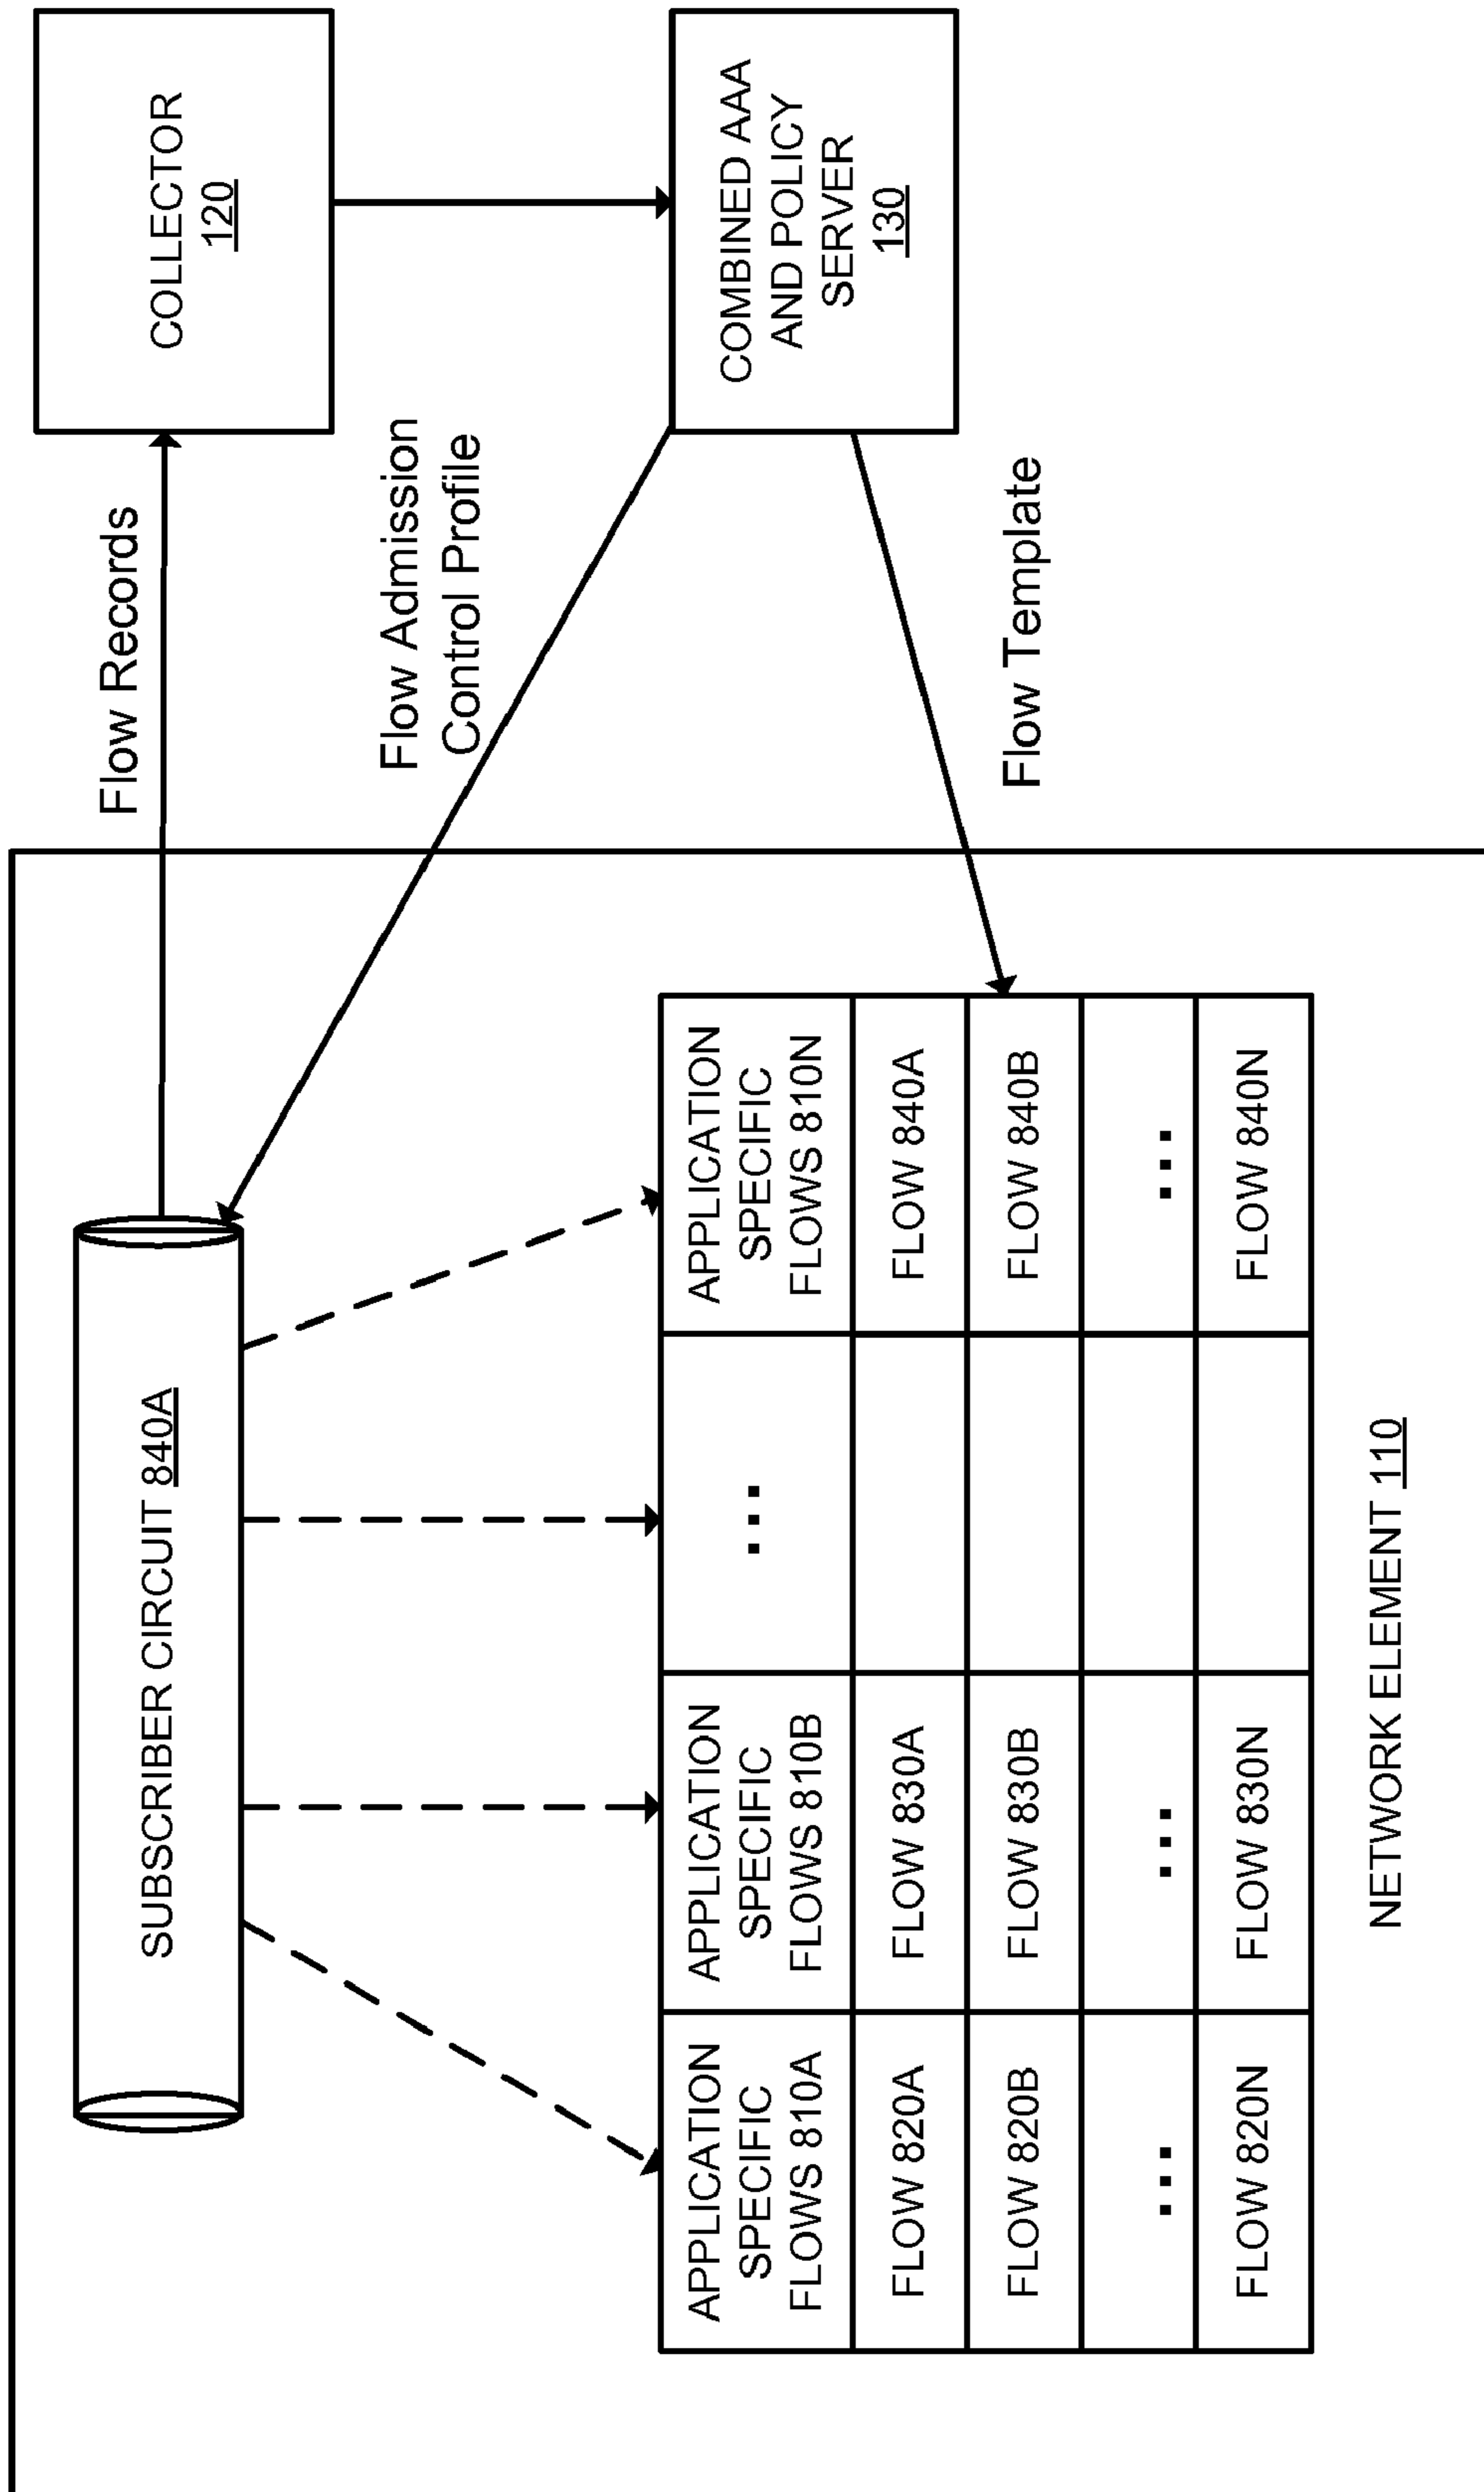 SUBSCRIBER CIRCUIT 840A
Flow Records
COLLECTOR
120
Flow Admission
Control Profile
COMBINED AAA
AND POLICY
SERVER
130
Flow Template
APPLICATION
SPECIFIC
FLOWS 810A
APPLICATION
SPECIFIC
FLOWS 810B
...
APPLICATION
SPECIFIC
FLOWS 810N
FLOW 820A
FLOW 830A
FLOW 840A
FLOW 820B
FLOW 830B
FLOW 840B
...
...
...
FLOW 820N
FLOW 830N
FLOW 840N
NETWORK ELEMENT 110